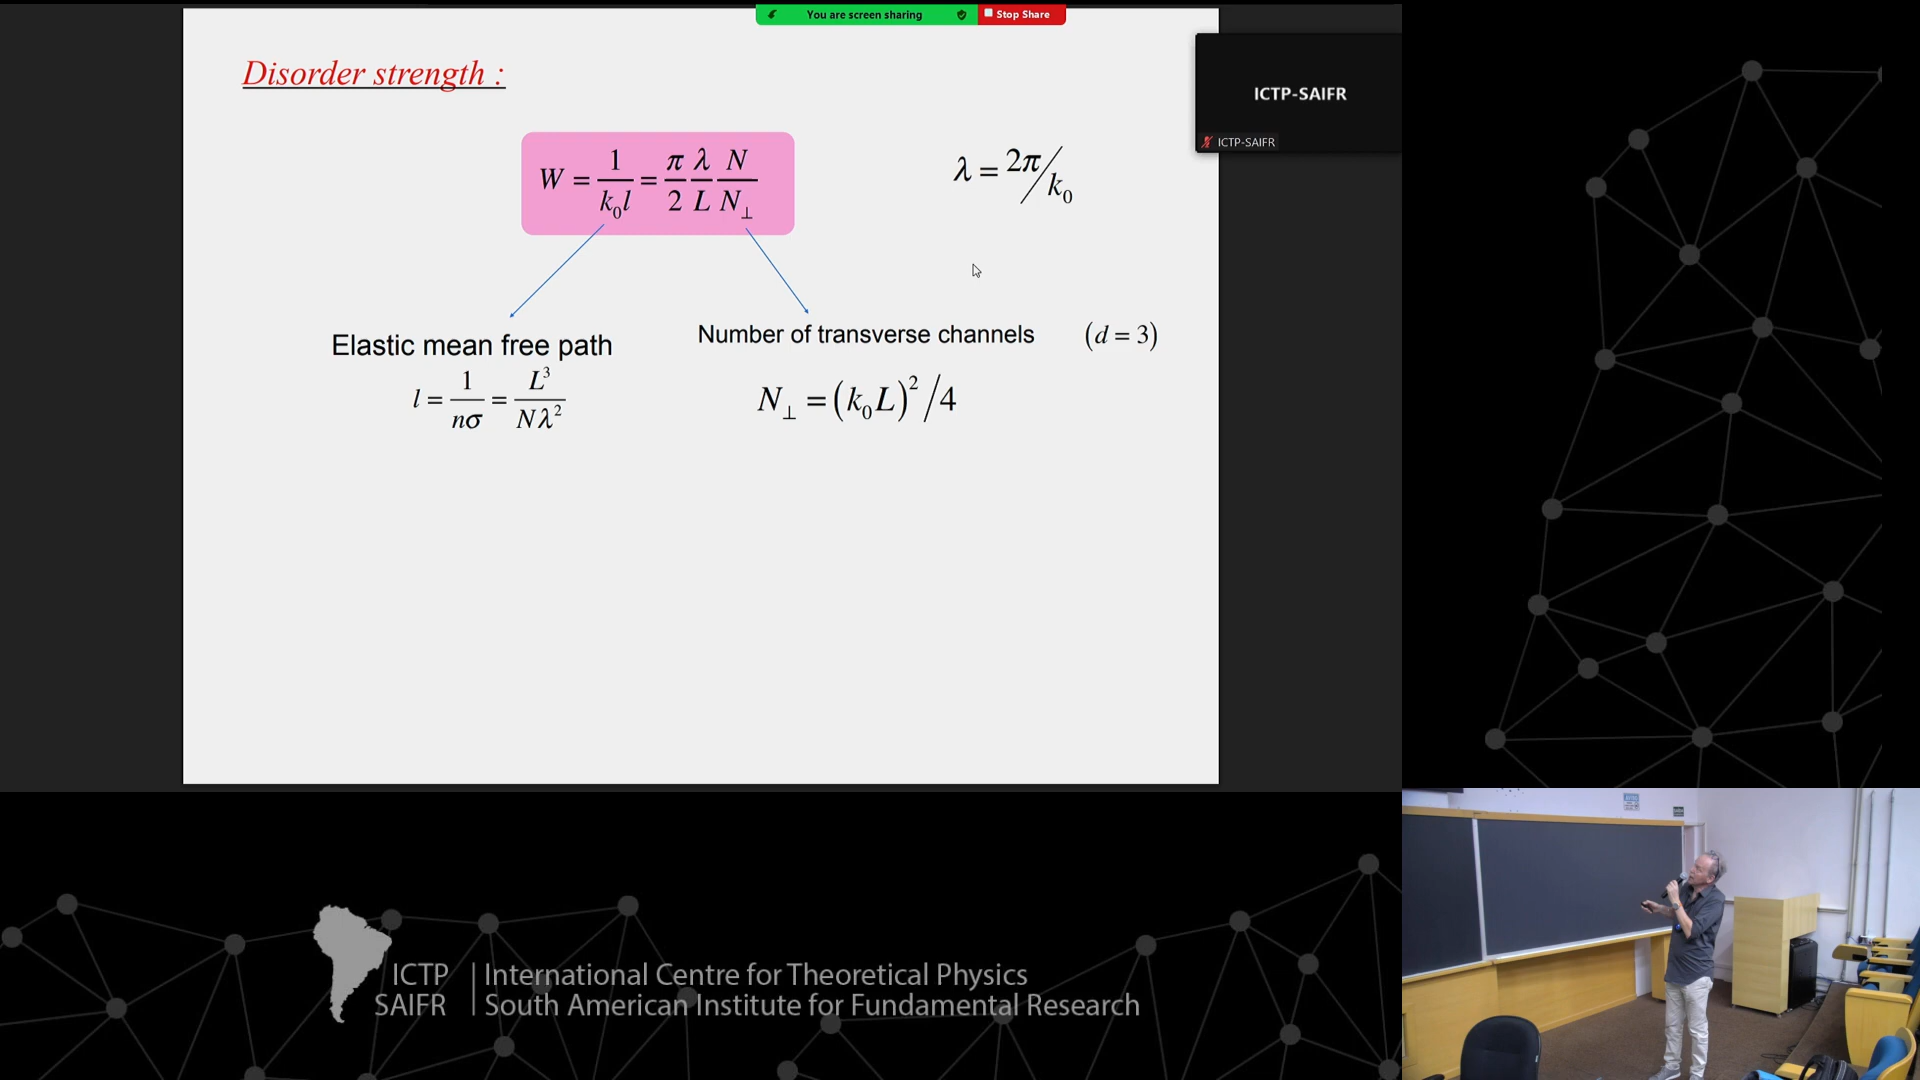 You are screen sharing
Stop Share
Disorder strength :
W = 1/k₀l = π/2 λ/L N/N⊥
λ = 2π/k₀
ICTP-SAIFR
ICTP-SAIFR
Elastic mean free path
l = 1/nσ = L³/Nλ²
Number of transverse channels (d = 3)
N⊥ = (k₀L)²/4
ICTP | International Centre for Theoretical Physics
SAIFR | South American Institute for Fundamental Research